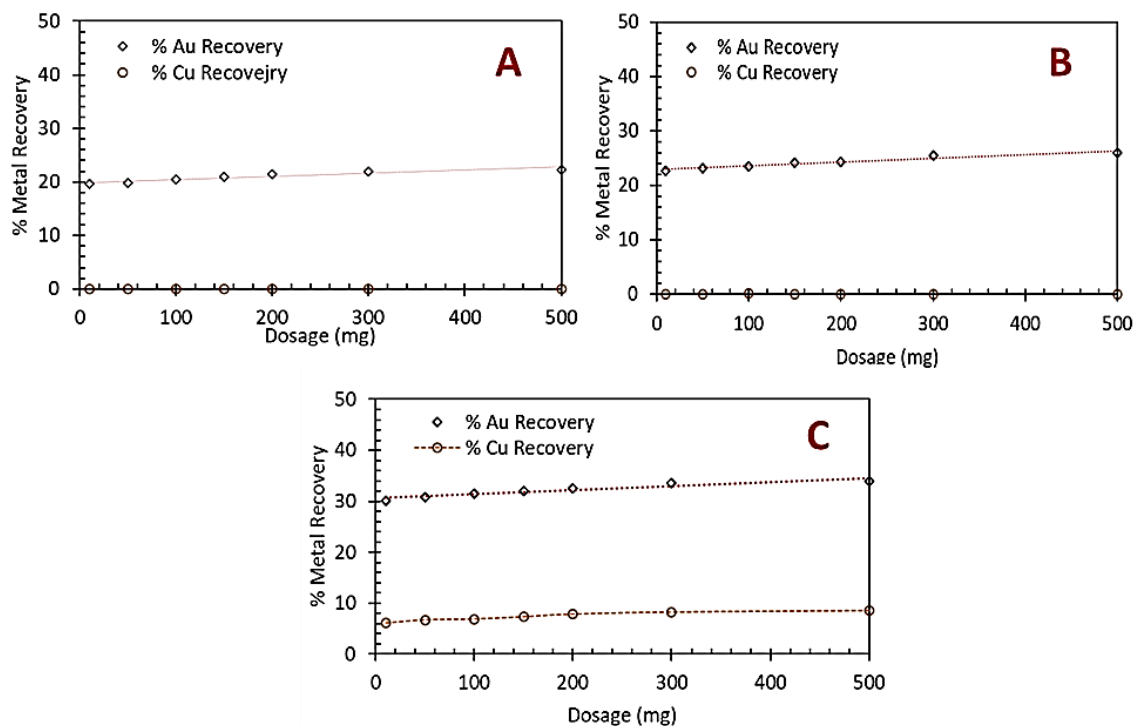 50
◇ % Au Recovery
A
○ % Cu Recovejry
40
30
20
10
0
% Metal Recovery
0 100 200 300 400 500
Dosage (mg)
50
◇ % Au Recovery
B
○ % Cu Recovery
40
30
20
10
0
% Metal Recovery
0 100 200 300 400 500
Dosage (mg)
50
◇ % Au Recovery
C
○ % Cu Recovery
40
30
20
10
0
% Metal Recovery
0 100 200 300 400 500
Dosage (mg)